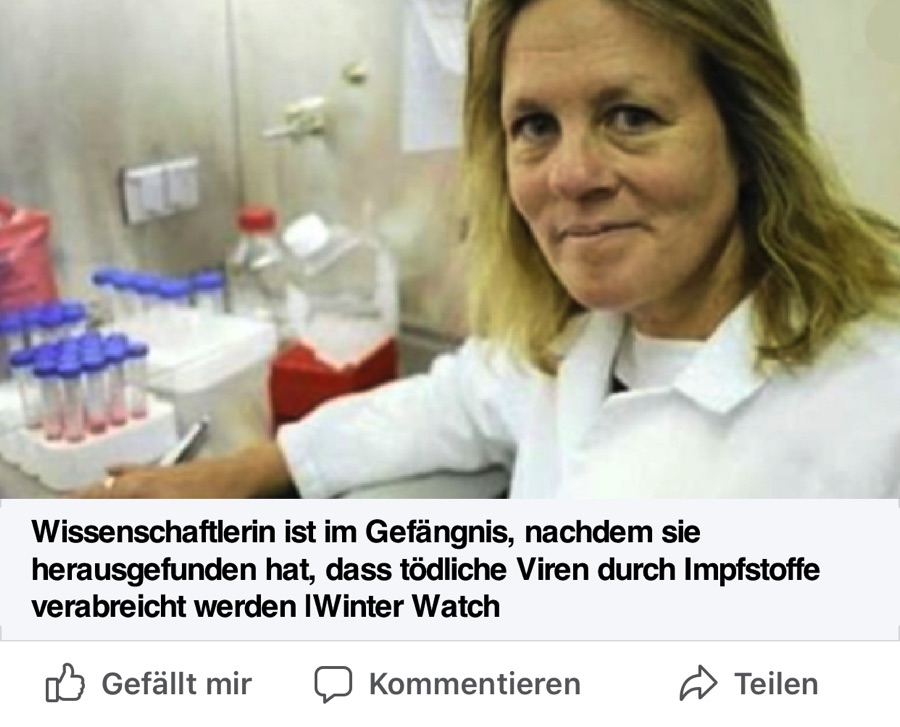 Wissenschaftlerin ist im Gefängnis, nachdem sie
herausgefunden hat, dass tödliche Viren durch Impfstoffe
verabreicht werden |Winter Watch
Gefällt mir Kommentieren Teilen